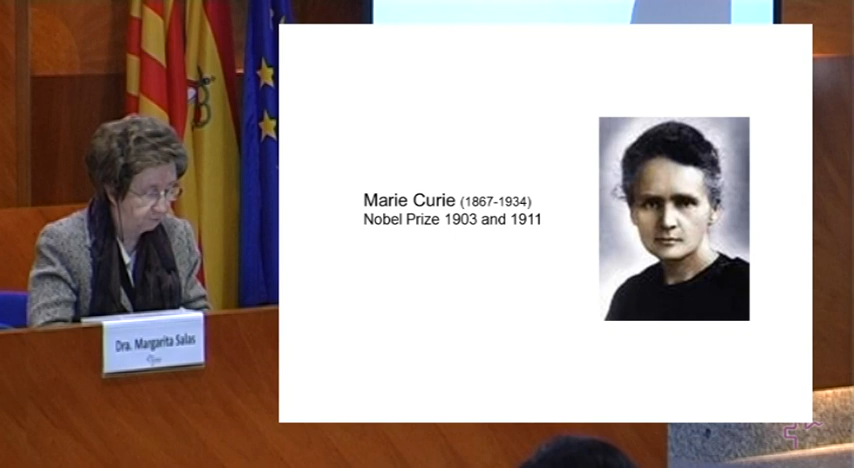 Marie Curie (1867-1934)
Nobel Prize 1903 and 1911
Dra. Margarita Salas